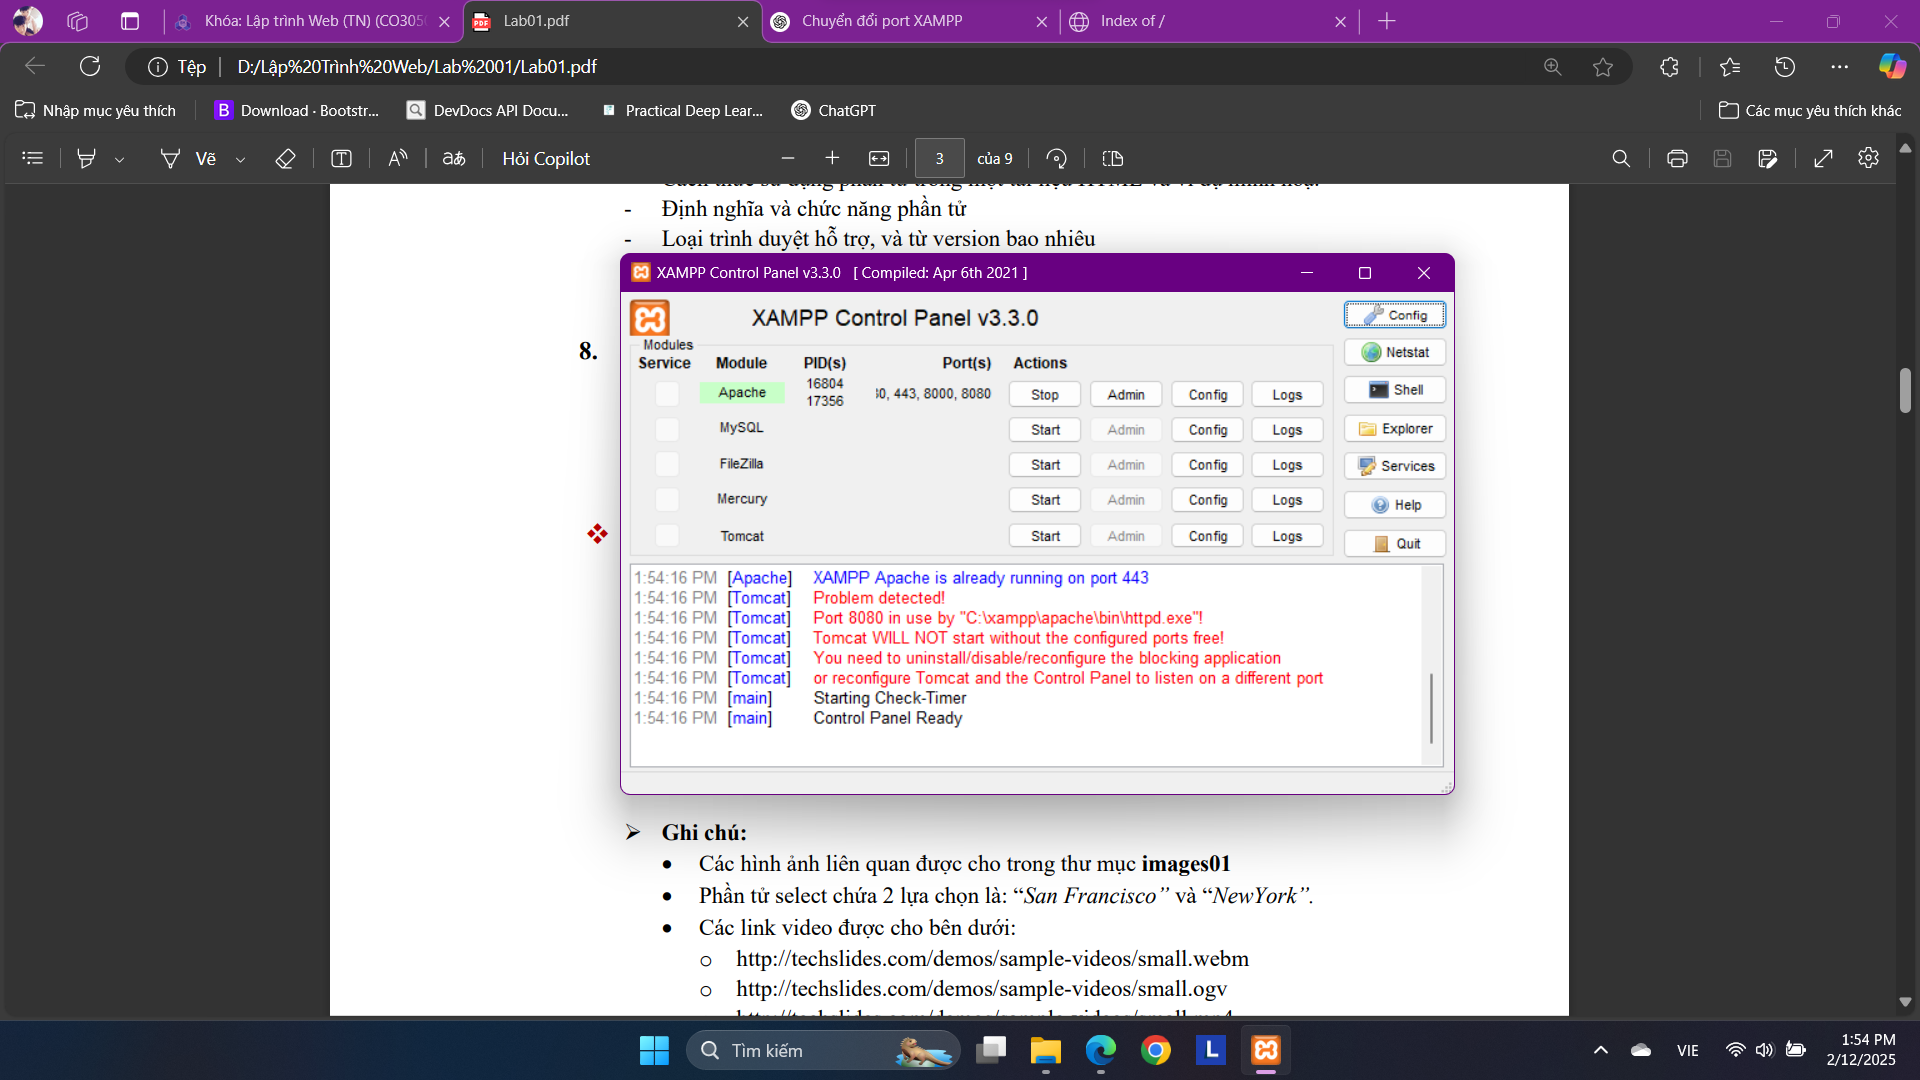 Khóa: Lập trình Web (TN) (CO305
Lab01.pdf
Chuyển đổi port XAMPP
Index of /
Tệp
D:/Lập%20Trình%20Web/Lab%2001/Lab01.pdf
Nhập mục yêu thích
Download · Bootstr...
DevDocs API Docu...
Practical Deep Lear...
ChatGPT
Các mục yêu thích khác
Vẽ
Hỏi Copilot
3
của 9
- Định nghĩa và chức năng phần tử
- Loại trình duyệt hỗ trợ, và từ version bao nhiêu
8.
XAMPP Control Panel v3.3.0 [ Compiled: Apr 6th 2021 ]
XAMPP Control Panel v3.3.0
Config
Modules
Service Module PID(s) Port(s) Actions
Netstat
Apache 16804 17356 30, 443, 8000, 8080 Stop Admin Config Logs
Shell
MySQL Start Admin Config Logs
Explorer
FileZilla Start Admin Config Logs
Services
Mercury Start Admin Config Logs
Help
Tomcat Start Admin Config Logs
Quit
1:54:16 PM [Apache] XAMPP Apache is already running on port 443
1:54:16 PM [Tomcat] Problem detected!
1:54:16 PM [Tomcat] Port 8080 in use by "C:\xampp\apache\bin\httpd.exe"!
1:54:16 PM [Tomcat] Tomcat WILL NOT start without the configured ports free!
1:54:16 PM [Tomcat] You need to uninstall/disable/reconfigure the blocking application
1:54:16 PM [Tomcat] or reconfigure Tomcat and the Control Panel to listen on a different port
1:54:16 PM [main] Starting Check-Timer
1:54:16 PM [main] Control Panel Ready
➢ Ghi chú:
• Các hình ảnh liên quan được cho trong thư mục images01
• Phần tử select chứa 2 lựa chọn là: “San Francisco” và “NewYork”.
• Các link video được cho bên dưới:
o http://techslides.com/demos/sample-videos/small.webm
o http://techslides.com/demos/sample-videos/small.ogv
Tìm kiếm
L
VIE
1:54 PM
2/12/2025